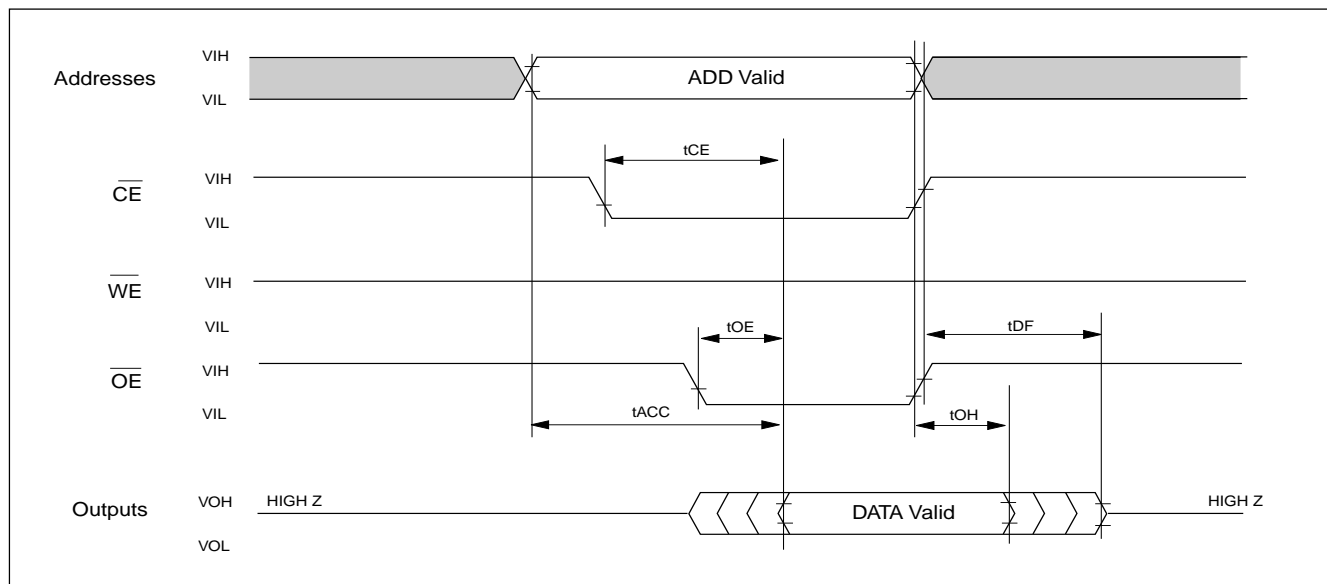 VIH
Addresses
ADD Valid
VIL
tCE
VIH
CE
VIL
VIH
WE
VIL
tOE
tDF
VIH
OE
VIL
tACC
tOH
VOH
HIGH Z
HIGH Z
Outputs
DATA Valid
VOL